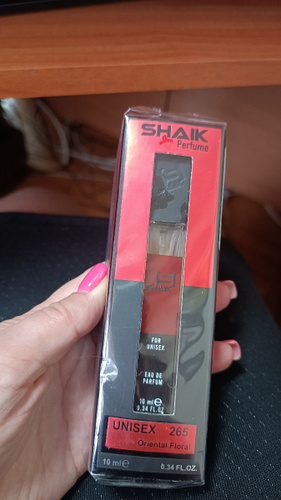 SHAIK
Perfume
FOR
UNISEX
EAU DE
PARFUM
10 ml℮
0.34 FL.OZ
UNISEX 265
Oriental Floral
10 ml℮ 0.34 FL.OZ.